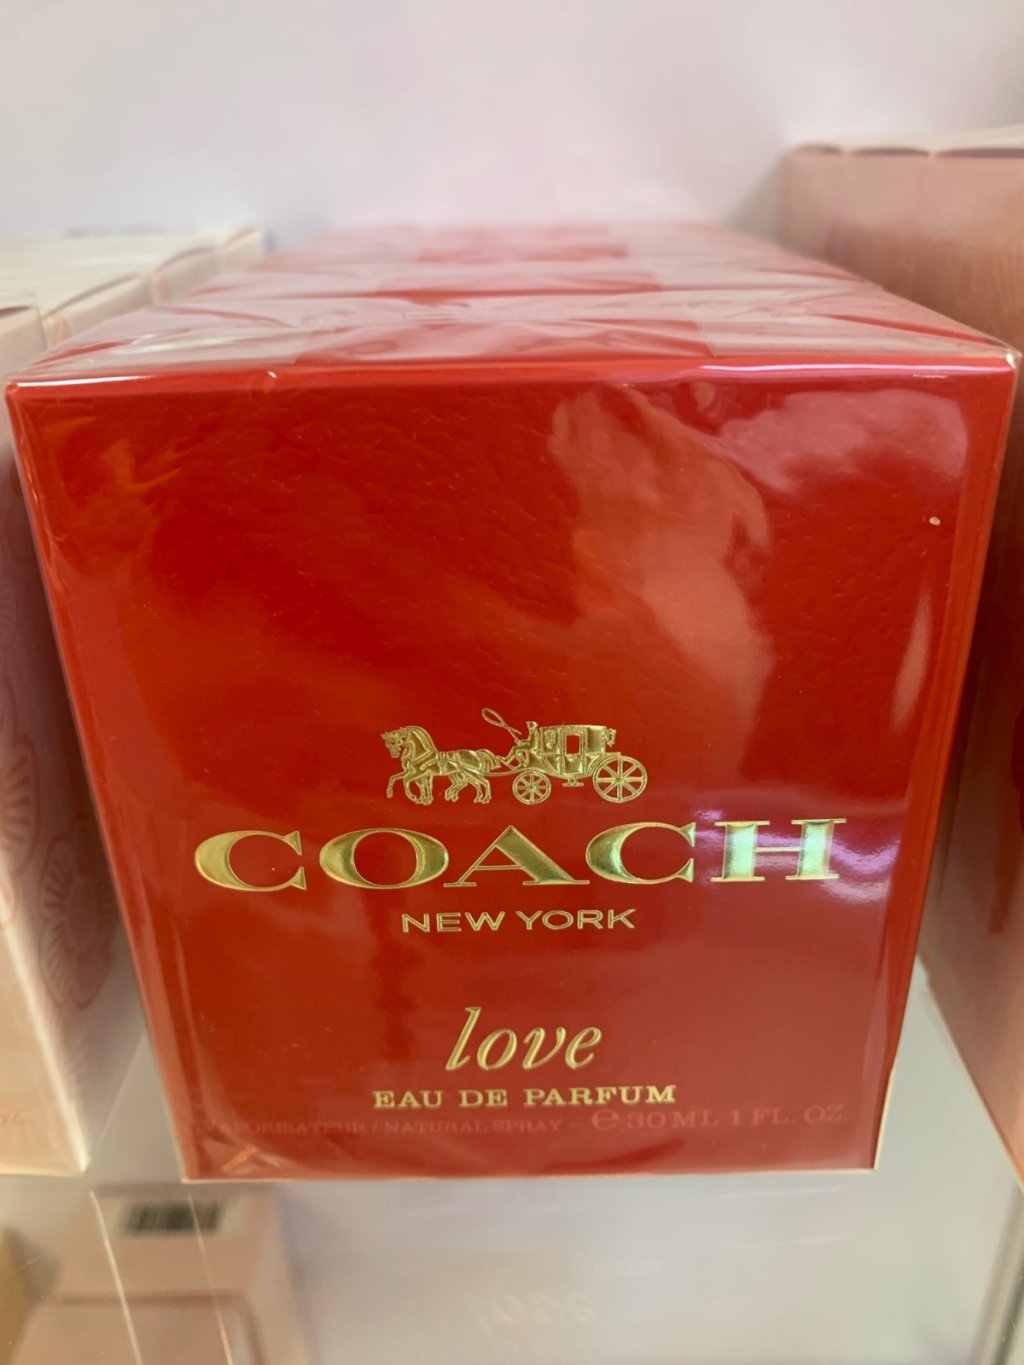 COACH
NEW YORK
love
EAU DE PARFUM
VAPORISATEUR / NATURAL SPRAY - ℮ 30 ML 1 FL. OZ.